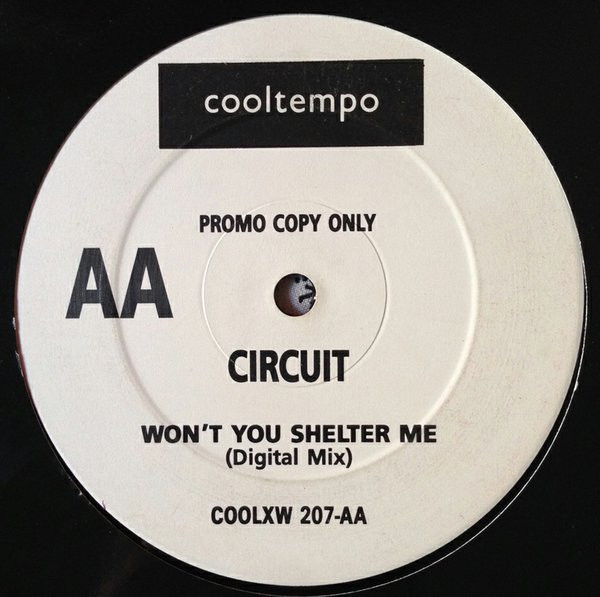 cooltempo
PROMO COPY ONLY
AA
CIRCUIT
WON'T YOU SHELTER ME
(Digital Mix)
COOLXW 207-AA